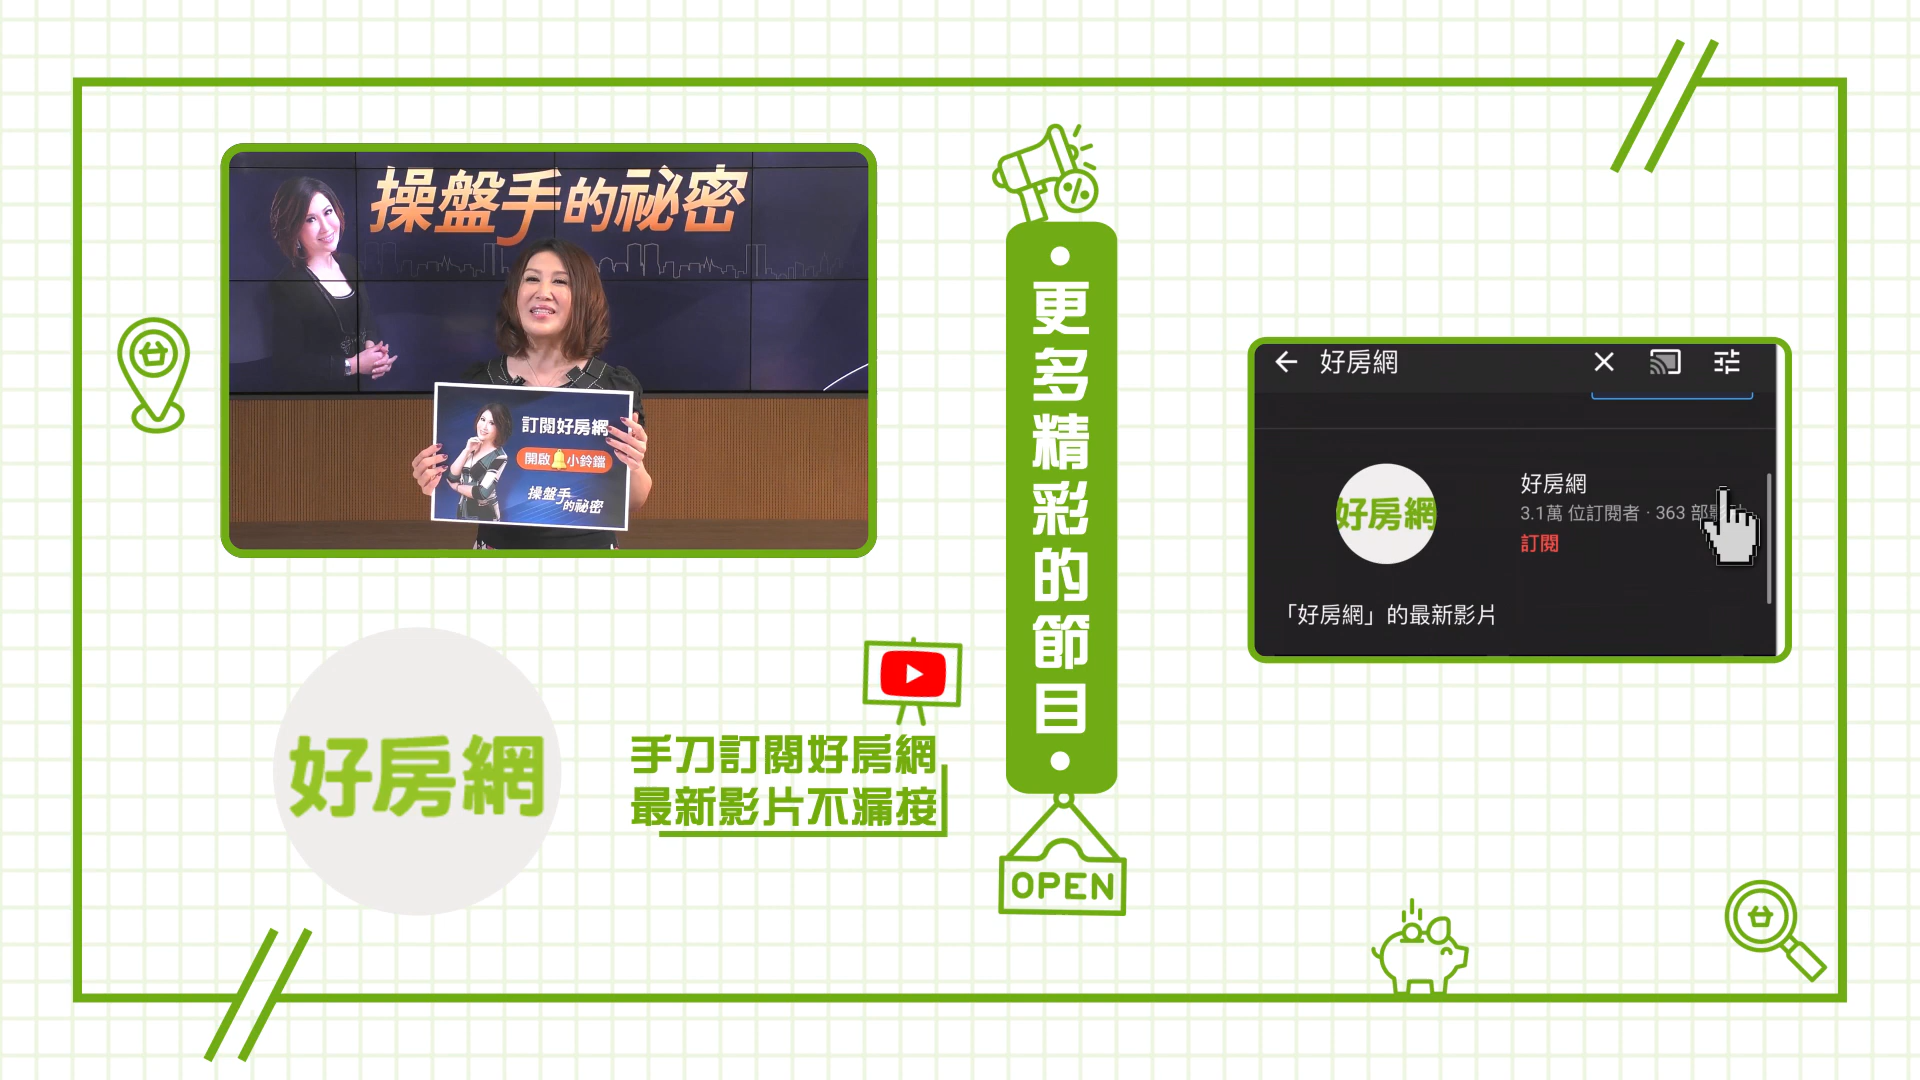 操盤手的祕密
訂閱好房網
開啟小鈴鐺
操盤手
的祕密
好房網
手刀訂閱好房網
最新影片不漏接
更多精彩的節目
OPEN
好房網
好房網
好房網
3.1萬 位訂閱者 · 363 部
訂閱
「好房網」的最新影片